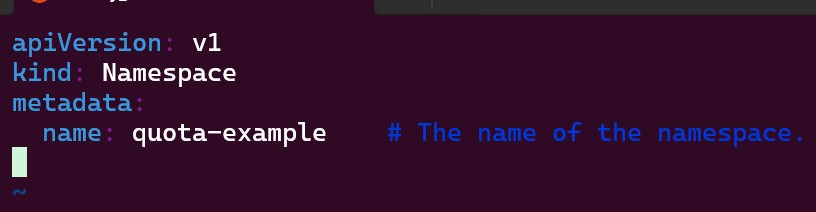 apiVersion: v1
kind: Namespace
metadata:
  name: quota-example    # The name of the namespace.
~